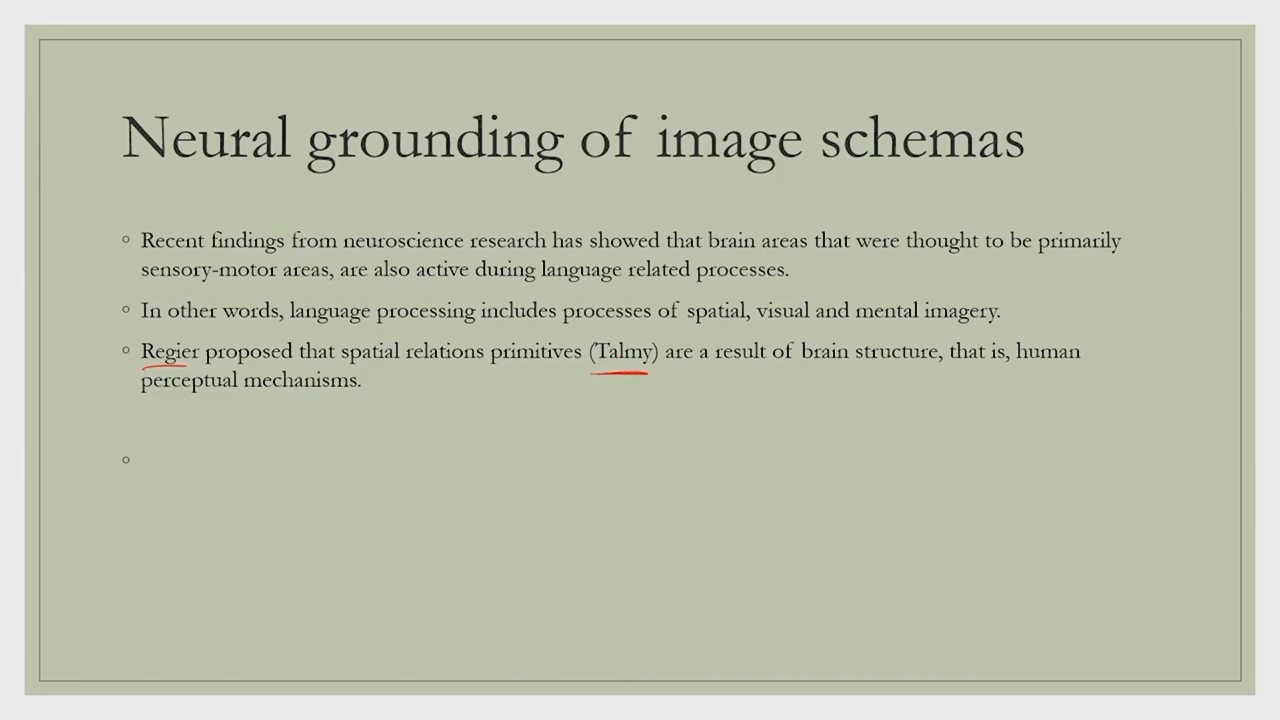 Neural grounding of image schemas
◦ Recent findings from neuroscience research has showed that brain areas that were thought to be primarily
sensory-motor areas, are also active during language related processes.
◦ In other words, language processing includes processes of spatial, visual and mental imagery.
◦ Regier proposed that spatial relations primitives (Talmy) are a result of brain structure, that is, human
perceptual mechanisms.
◦